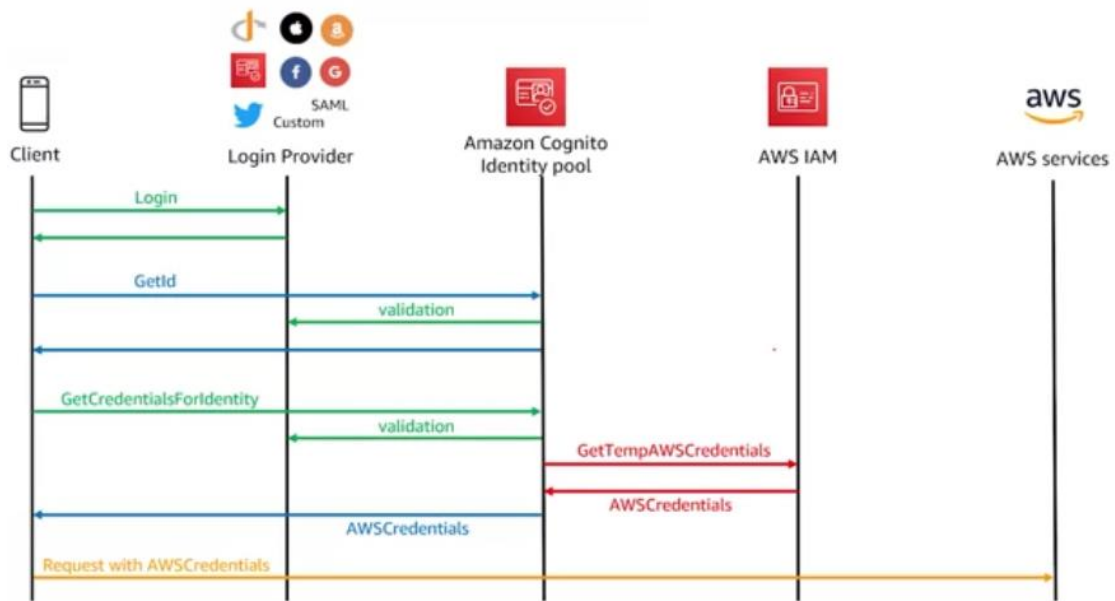 SAML
Custom
aws
Client
Login Provider
Amazon Cognito
Identity pool
AWS IAM
AWS services
Login
GetId
validation
GetCredentialsForIdentity
validation
GetTempAWSCredentials
AWSCredentials
AWSCredentials
Request with AWSCredentials